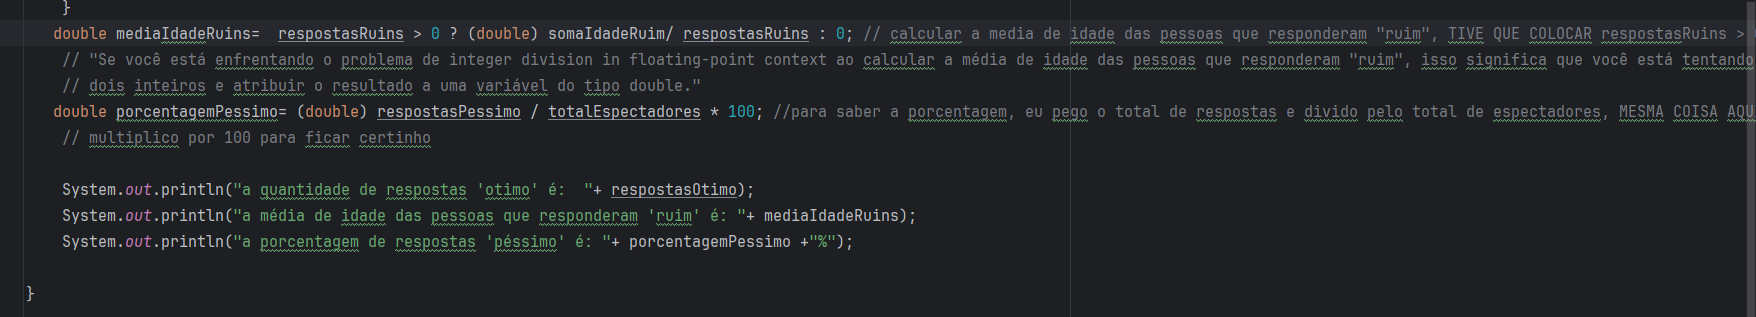 }
double mediaIdadeRuins=  respostasRuins > 0 ? (double) somaIdadeRuim/ respostasRuins : 0; // calcular a media de idade das pessoas que responderam "ruim", TIVE QUE COLOCAR respostasRuins >
// "Se você está enfrentando o problema de integer division in floating-point context ao calcular a média de idade das pessoas que responderam "ruim", isso significa que você está tentando
// dois inteiros e atribuir o resultado a uma variável do tipo double."
double porcentagemPessimo= (double) respostasPessimo / totalEspectadores * 100; //para saber a porcentagem, eu pego o total de respostas e divido pelo total de espectadores, MESMA COISA AQUI
// multiplico por 100 para ficar certinho
System.out.println("a quantidade de respostas 'otimo' é:  "+ respostasOtimo);
System.out.println("a média de idade das pessoas que responderam 'ruim' é: "+ mediaIdadeRuins);
System.out.println("a porcentagem de respostas 'péssimo' é: "+ porcentagemPessimo +"%");
}